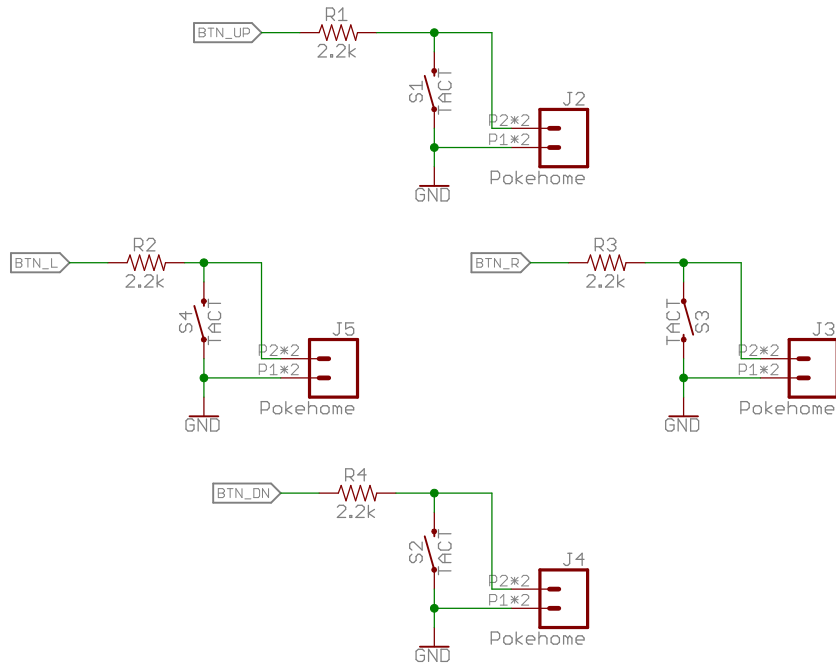 R1
BTN_UP
2.2k
S1
TACT
J2
P2*2
P1*2
Pokehome
GND
R2
BTN_L
2.2k
S4
TACT
J5
P2*2
P1*2
Pokehome
GND
R3
BTN_R
2.2k
TACT
S3
J3
P2*2
P1*2
Pokehome
GND
R4
BTN_DN
2.2k
S2
TACT
J4
P2*2
P1*2
Pokehome
GND